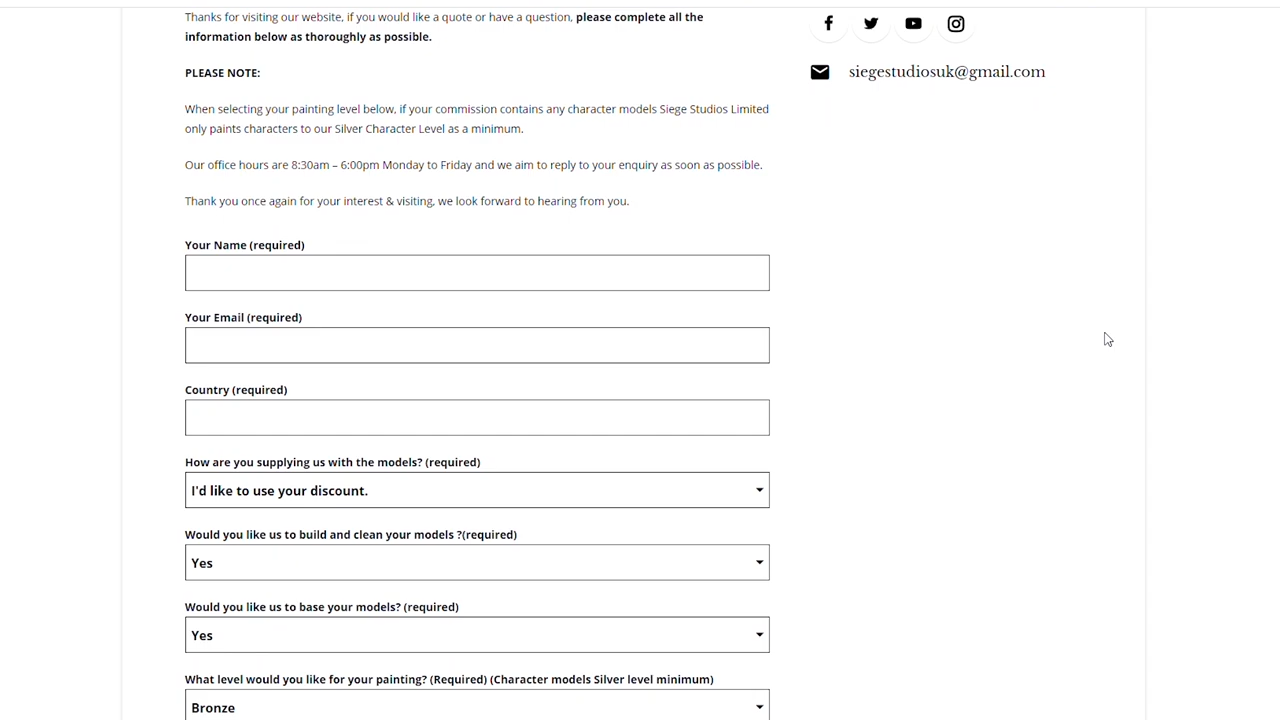 Thanks for visiting our website, if you would like a quote or have a question, please complete all the
information below as thoroughly as possible.
PLEASE NOTE:
When selecting your painting level below, if your commission contains any character models Siege Studios Limited
only paints characters to our Silver Character Level as a minimum.
Our office hours are 8:30am – 6:00pm Monday to Friday and we aim to reply to your enquiry as soon as possible.
Thank you once again for your interest & visiting, we look forward to hearing from you.
Your Name (required)
Your Email (required)
Country (required)
How are you supplying us with the models? (required)
I'd like to use your discount.
Would you like us to build and clean your models ?(required)
Yes
Would you like us to base your models? (required)
Yes
What level would you like for your painting? (Required) (Character models Silver level minimum)
Bronze
siegestudiosuk@gmail.com